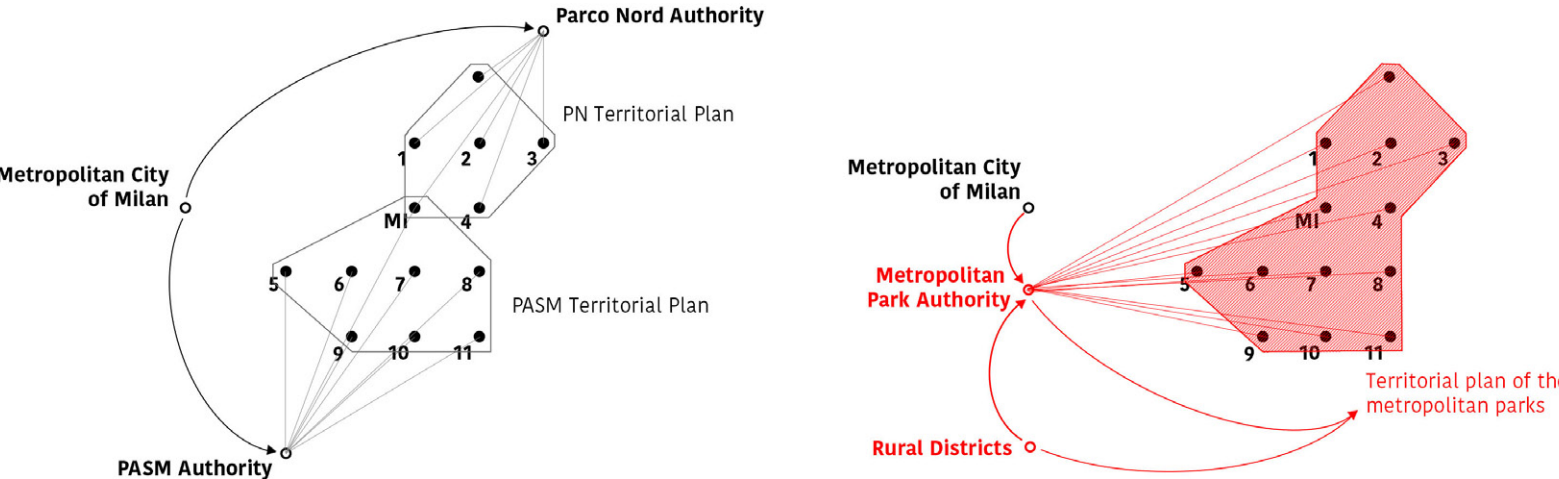 Parco Nord Authority
PN Territorial Plan
1
2
3
Metropolitan City
of Milan
MI
4
5
6
7
8
PASM Territorial Plan
9
10
11
PASM Authority
1
2
3
Metropolitan City
of Milan
MI
4
Metropolitan
Park Authority
5
6
7
8
9
10
11
Territorial plan of the
metropolitan parks
Rural Districts